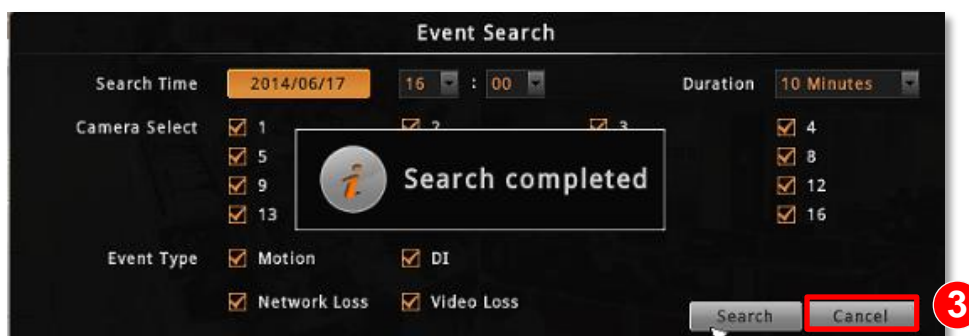 Event Search
Search Time 2014/06/17 16 : 00 Duration 10 Minutes
Camera Select 1 2 3 4
5 8
Search completed
9 12
13 16
Event Type Motion DI
Network Loss Video Loss
Search Cancel 3